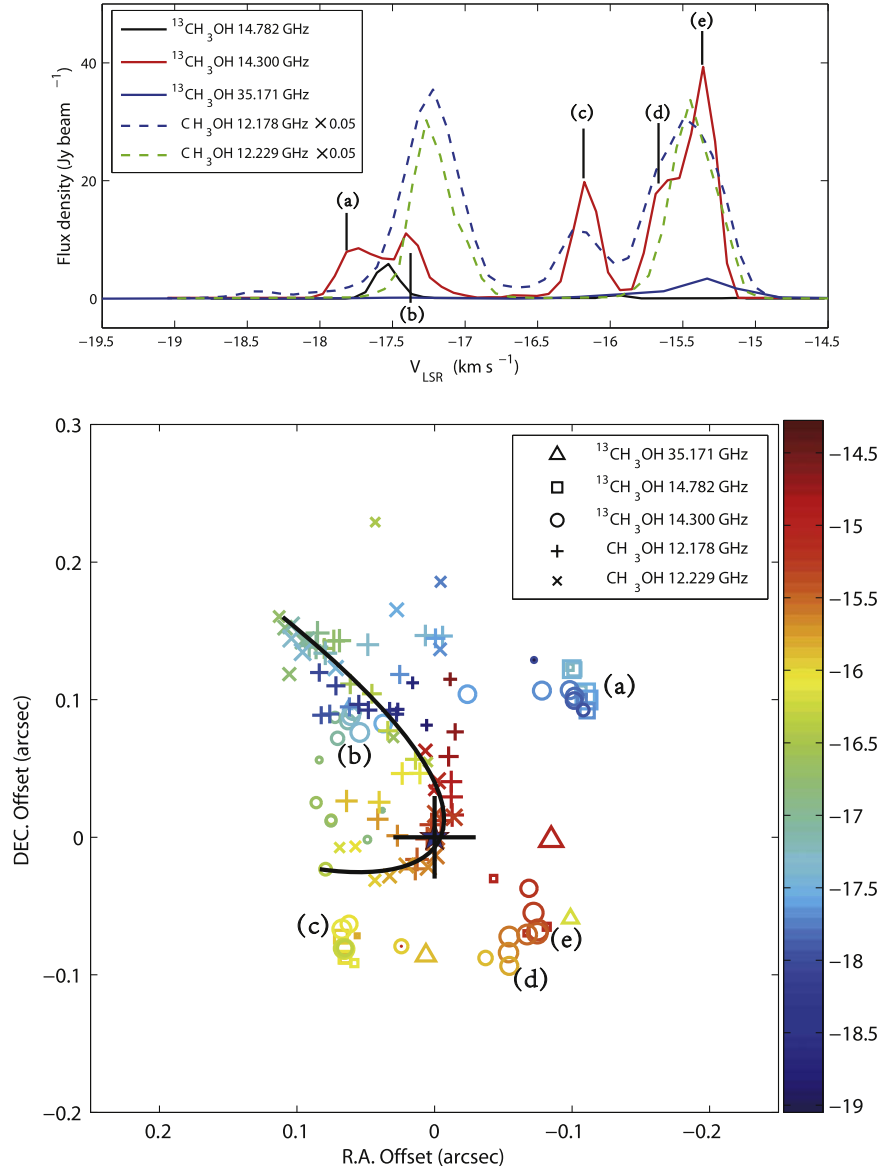 ¹³CH₃OH 14.782 GHz
¹³CH₃OH 14.300 GHz
¹³CH₃OH 35.171 GHz
CH₃OH 12.178 GHz ×0.05
CH₃OH 12.229 GHz ×0.05
(a)
(b)
(c)
(d)
(e)
Flux density (Jy beam⁻¹)
40
20
0
−19.5 −19 −18.5 −18 −17.5 −17 −16.5 −16 −15.5 −15 −14.5
V_LSR (km s⁻¹)
¹³CH₃OH 35.171 GHz
¹³CH₃OH 14.782 GHz
¹³CH₃OH 14.300 GHz
CH₃OH 12.178 GHz
CH₃OH 12.229 GHz
(a)
(b)
(c)
(d)
(e)
DEC. Offset (arcsec)
0.3
0.2
0.1
0
−0.1
−0.2
0.2 0.1 0 −0.1 −0.2
R.A. Offset (arcsec)
−14.5
−15
−15.5
−16
−16.5
−17
−17.5
−18
−18.5
−19